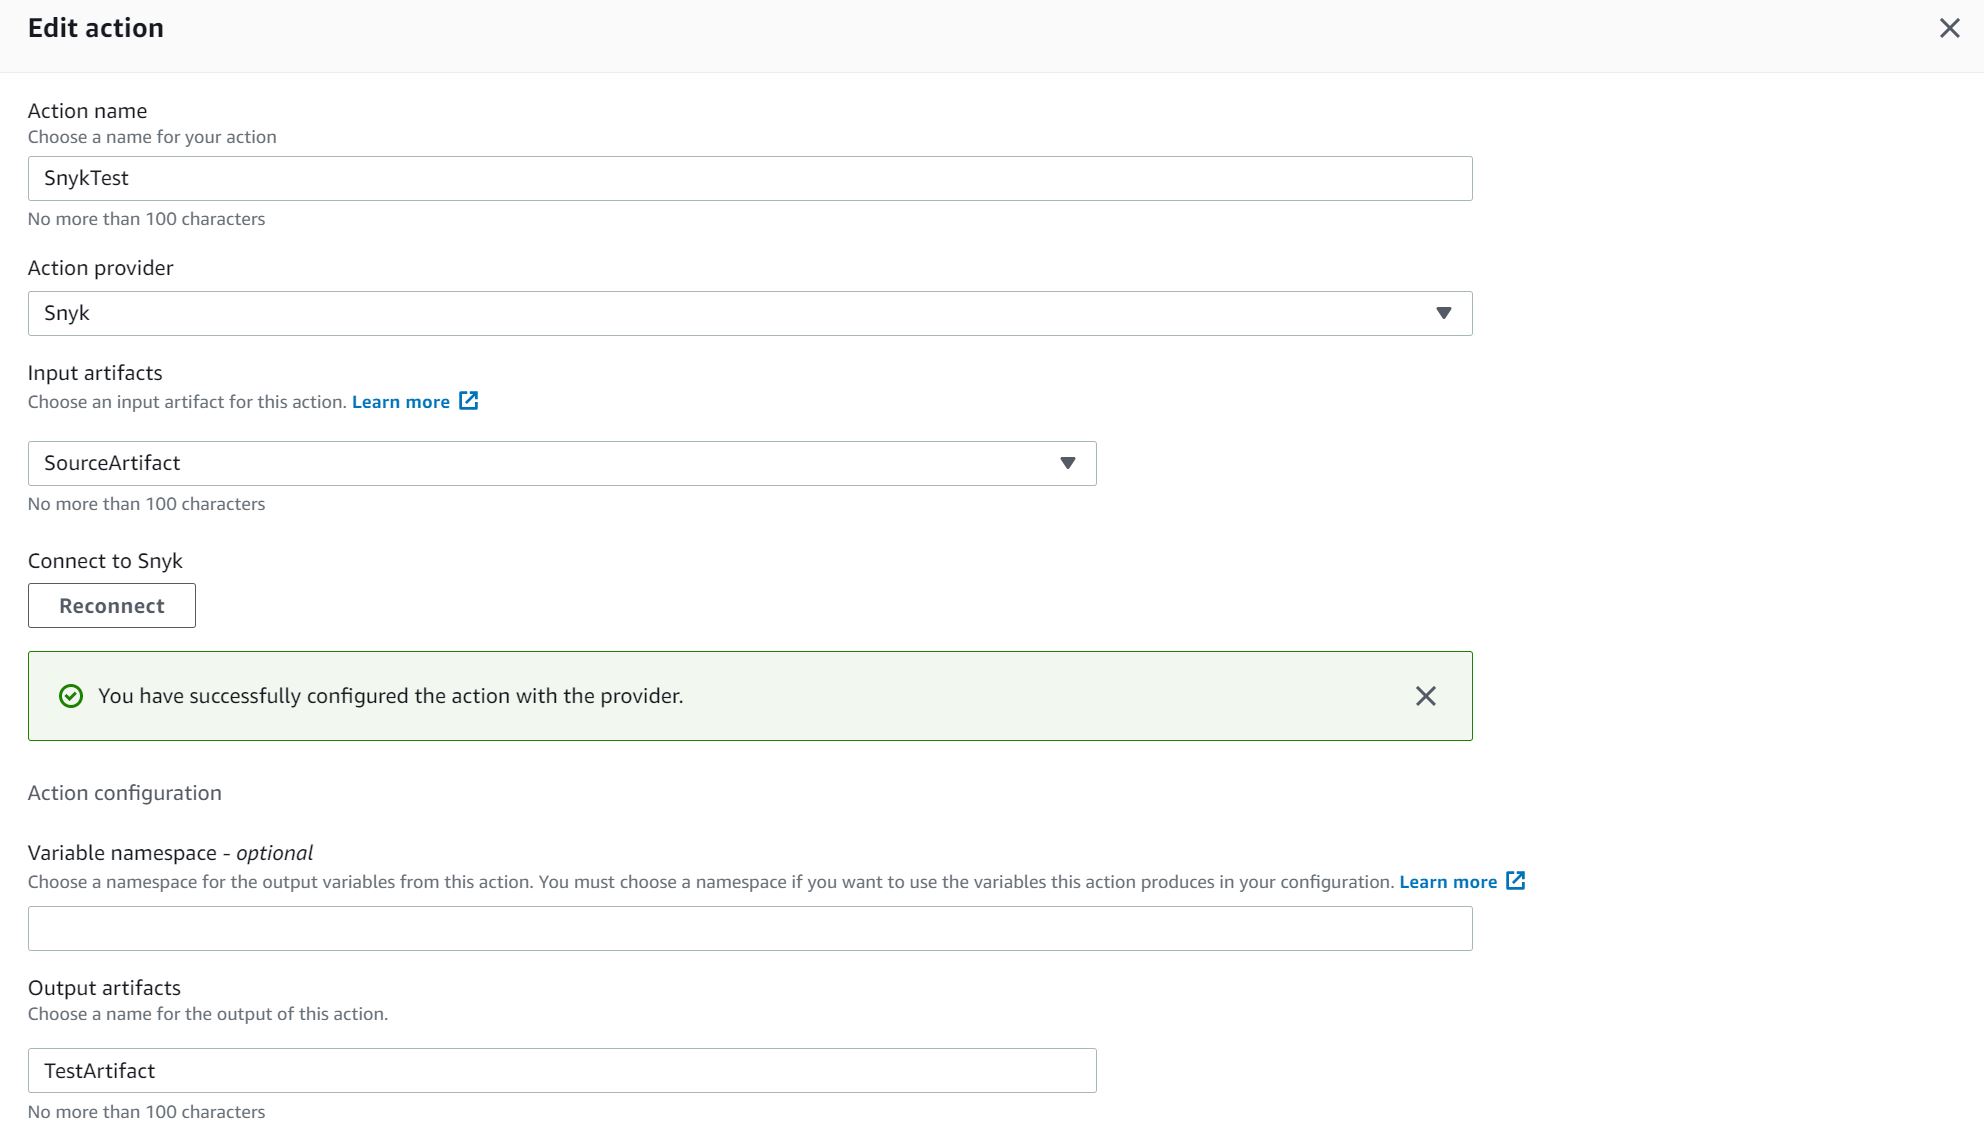 Edit action
Action name
Choose a name for your action
SnykTest
No more than 100 characters
Action provider
Snyk
Input artifacts
Choose an input artifact for this action. Learn more
SourceArtifact
No more than 100 characters
Connect to Snyk
Reconnect
You have successfully configured the action with the provider.
Action configuration
Variable namespace - optional
Choose a namespace for the output variables from this action. You must choose a namespace if you want to use the variables this action produces in your configuration. Learn more
Output artifacts
Choose a name for the output of this action.
TestArtifact
No more than 100 characters